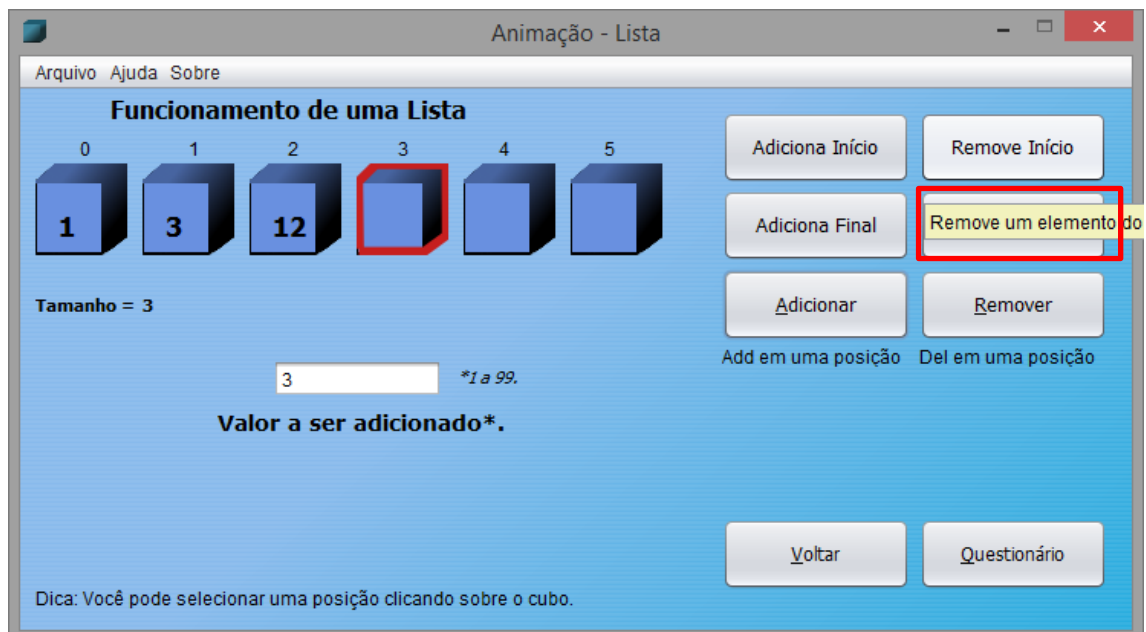 Animação - Lista
Arquivo Ajuda Sobre
Funcionamento de uma Lista
0 1 2 3 4 5
1 3 12
Tamanho = 3
3 *1 a 99.
Valor a ser adicionado*.
Adiciona Início Remove Início
Adiciona Final Remove um elemento do
Adicionar Remover
Add em uma posição Del em uma posição
Voltar Questionário
Dica: Você pode selecionar uma posição clicando sobre o cubo.